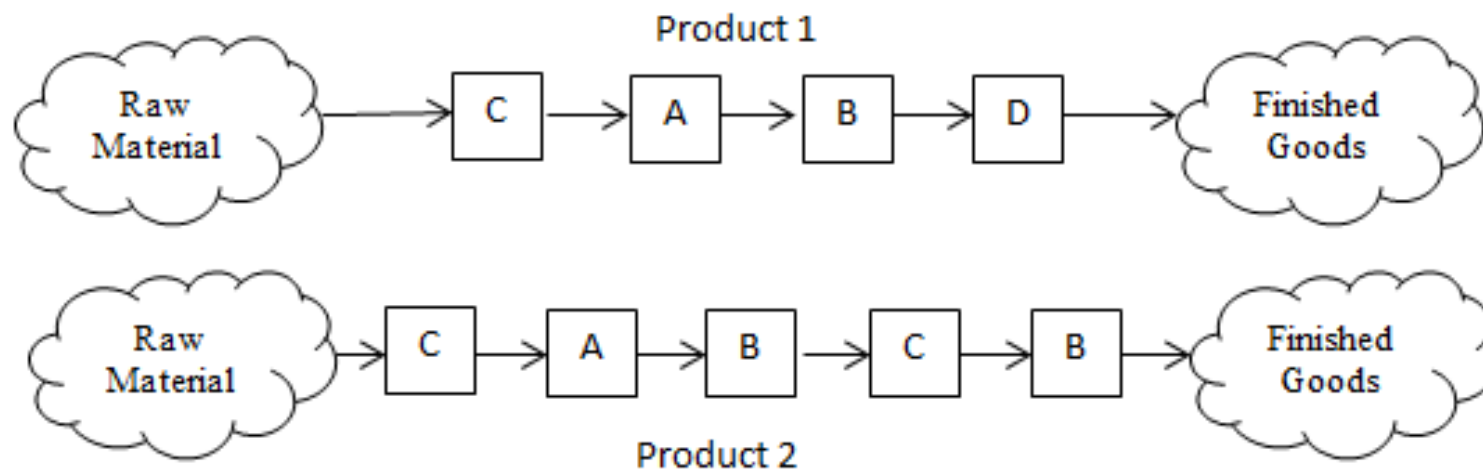 Product 1
Raw
Material
C
A
B
D
Finished
Goods
Raw
Material
C
A
B
C
B
Finished
Goods
Product 2